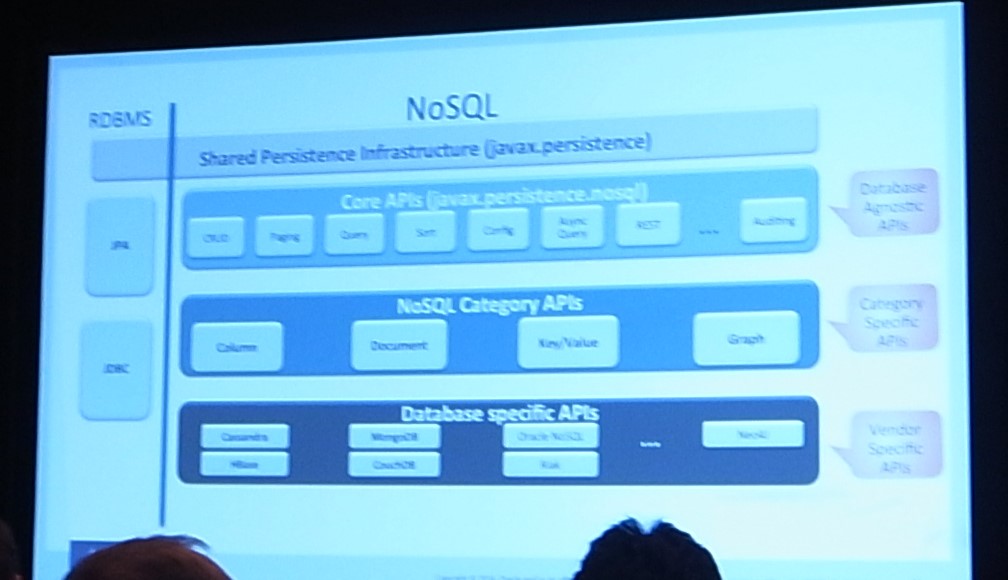 RDBMS
NoSQL
Shared Persistence Infrastructure (javax.persistence)
Core APIs (javax.persistence.nosql)
CRUD
Paging
Query
Sort
Config
Async
Query
REST
...
Auditing
Database
Agnostic
APIs
JPA
NoSQL Category APIs
Column
Document
Key/Value
Graph
Category
Specific
APIs
JDBC
Database specific APIs
Cassandra
MongoDB
Oracle NoSQL
...
Neo4J
HBase
CouchDB
Riak
Vendor
Specific
APIs